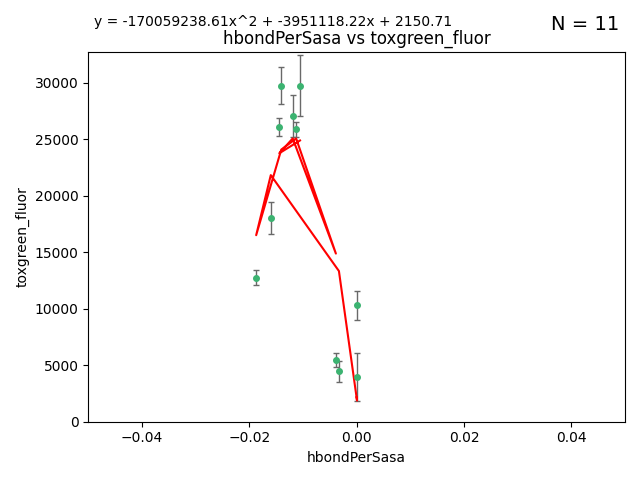 y = -170059238.61x^2 + -3951118.22x + 2150.71
N = 11
hbondPerSasa vs toxgreen_fluor
toxgreen_fluor
30000
25000
20000
15000
10000
5000
0
−0.04
−0.02
0.00
0.02
0.04
hbondPerSasa